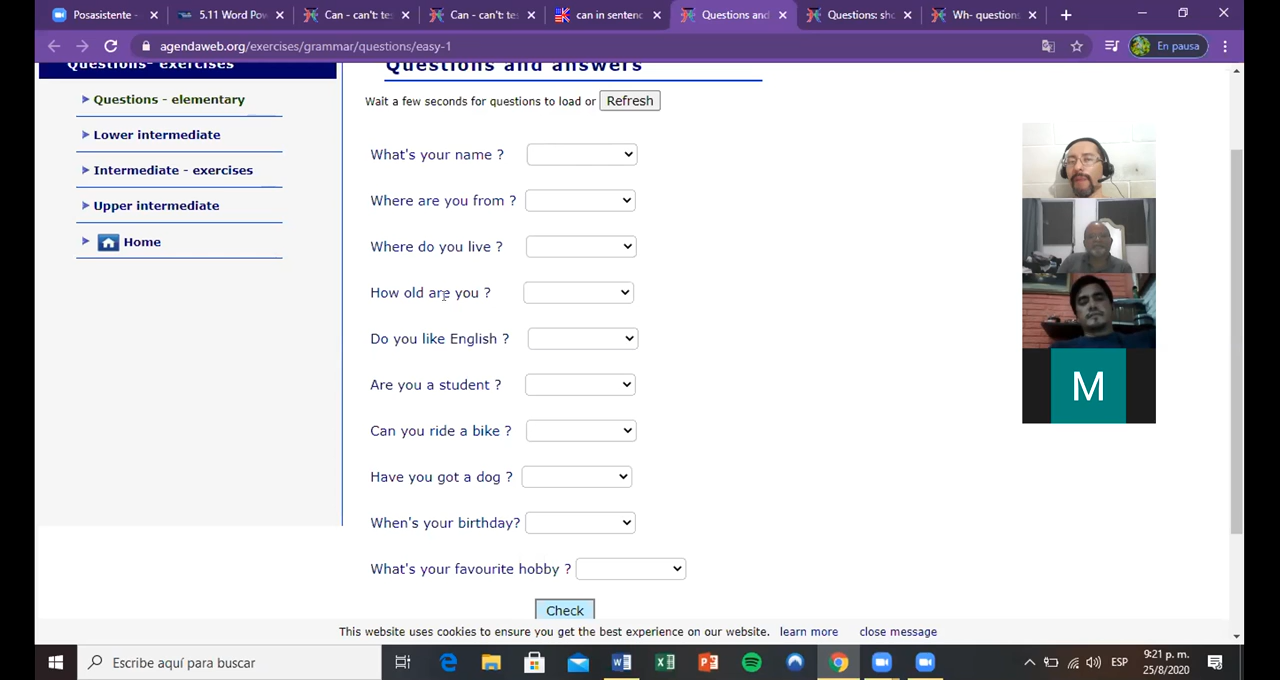 Posasistente -
5.11 Word Pow
Can - can't: te
Can - can't: te
can in sentenc
Questions and
Questions: sho
Wh- questions
agendaweb.org/exercises/grammar/questions/easy-1
En pausa
Questions- exercises
Questions - elementary
Lower intermediate
Intermediate - exercises
Upper intermediate
Home
Questions and answers
Wait a few seconds for questions to load or Refresh
What's your name ?
Where are you from ?
Where do you live ?
How old are you ?
Do you like English ?
Are you a student ?
Can you ride a bike ?
Have you got a dog ?
When's your birthday?
What's your favourite hobby ?
Check
M
This website uses cookies to ensure you get the best experience on our website. learn more close message
Escribe aquí para buscar
ESP
9:21 p. m.
25/8/2020